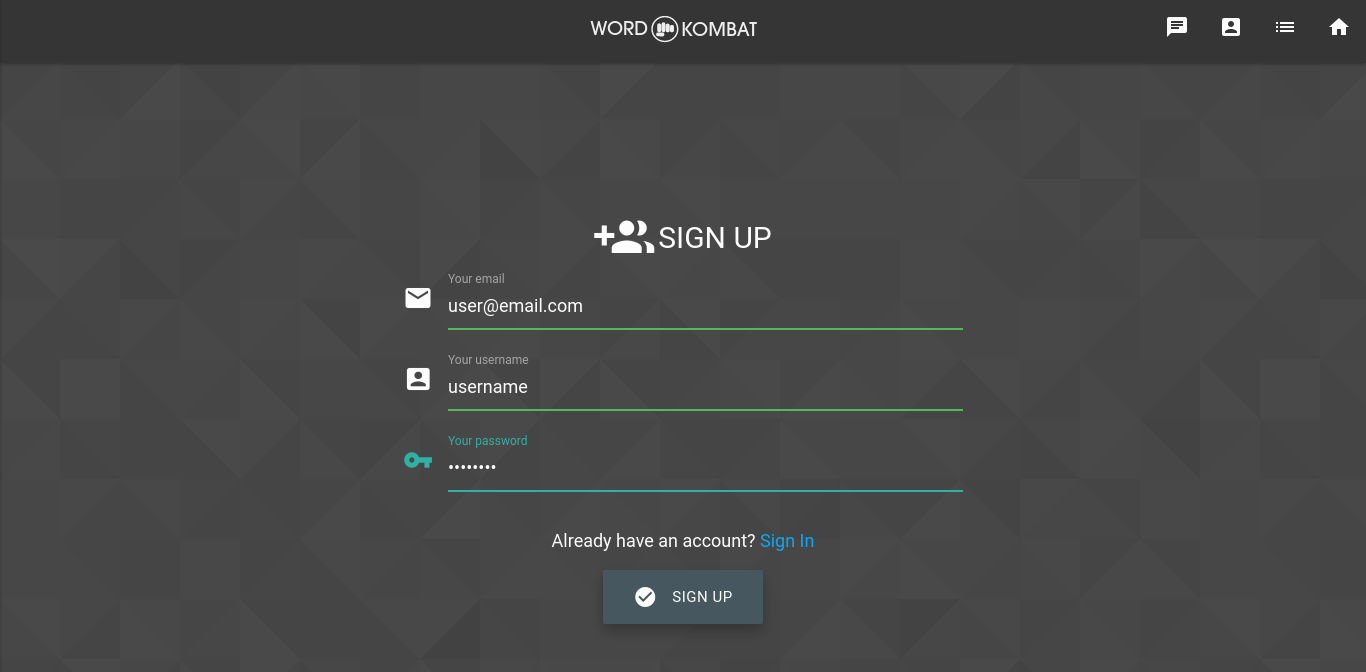 WORD KOMBAT
SIGN UP
Your email
user@email.com
Your username
username
Your password
••••••••
Already have an account? Sign In
SIGN UP